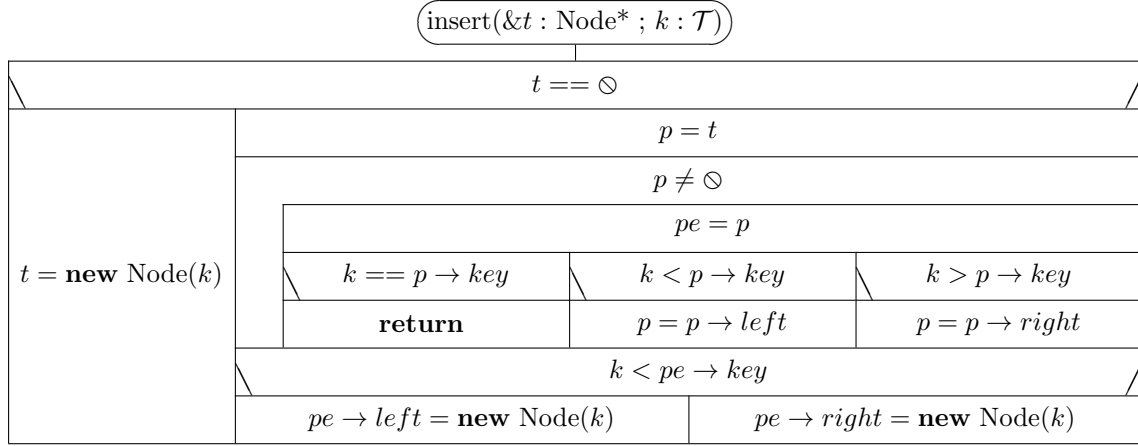 insert(&t : Node* ; k : 𝒯)
t == ⦸
p = t
p ≠ ⦸
pe = p
t = new Node(k)
k == p → key
k < p → key
k > p → key
return
p = p → left
p = p → right
k < pe → key
pe → left = new Node(k)
pe → right = new Node(k)